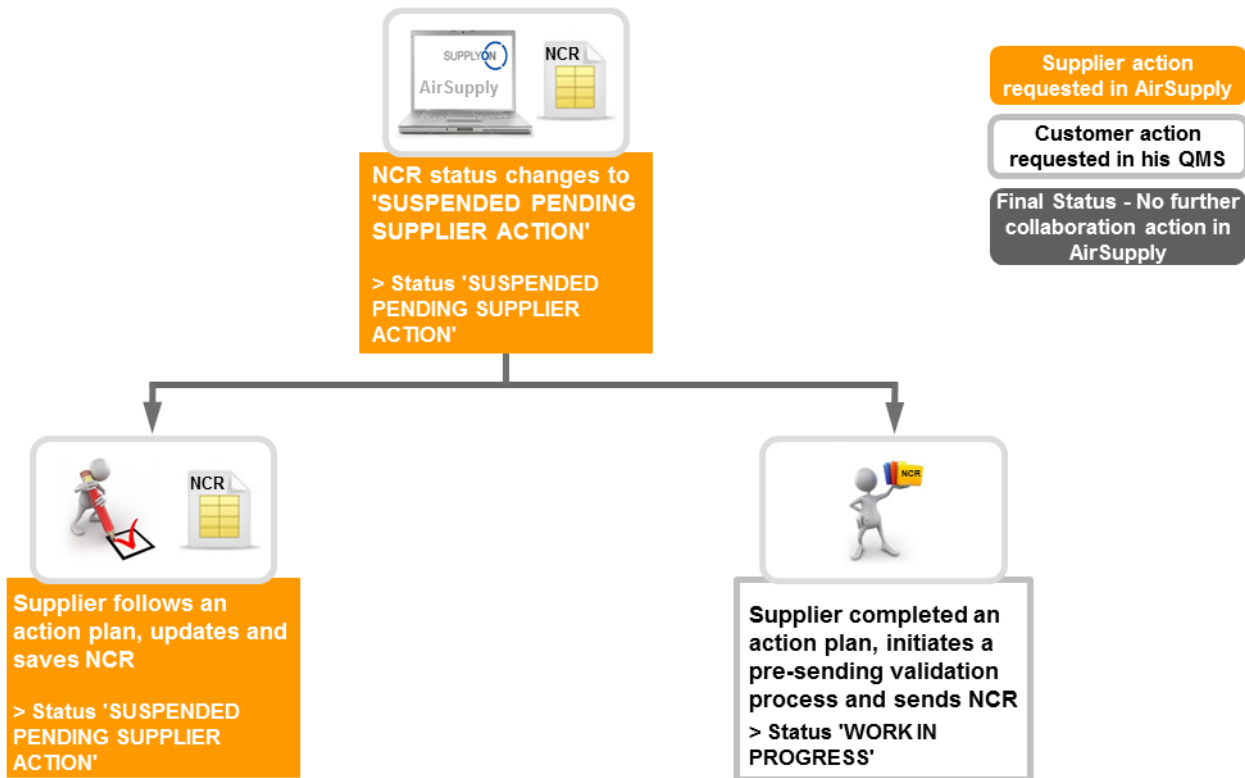 SUPPLYON
AirSupply
NCR
NCR status changes to
'SUSPENDED PENDING
SUPPLIER ACTION'
> Status 'SUSPENDED
PENDING SUPPLIER
ACTION'
Supplier action
requested in AirSupply
Customer action
requested in his QMS
Final Status - No further
collaboration action in
AirSupply
NCR
Supplier follows an
action plan, updates and
saves NCR
> Status 'SUSPENDED
PENDING SUPPLIER
ACTION'
NCR
Supplier completed an
action plan, initiates a
pre-sending validation
process and sends NCR
> Status 'WORK IN
PROGRESS'